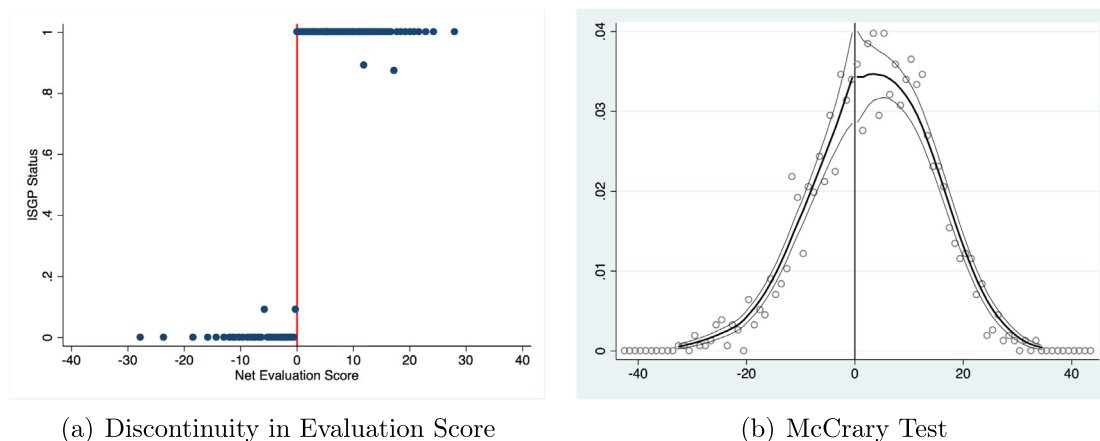 ISGP Status
1
.8
.6
.4
.2
0
-40 -30 -20 -10 0 10 20 30 40
Net Evaluation Score
.04
.03
.02
.01
0
-40 -20 0 20 40
(a) Discontinuity in Evaluation Score
(b) McCrary Test